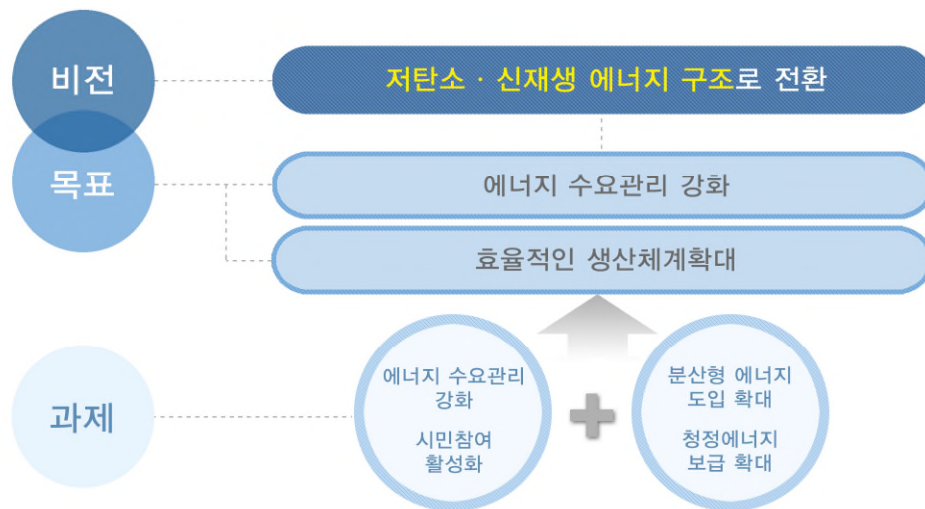 비전
저탄소 · 신재생 에너지 구조로 전환
목표
에너지 수요관리 강화
효율적인 생산체계확대
과제
에너지 수요관리
강화
시민참여
활성화
분산형 에너지
도입 확대
청정에너지
보급 확대